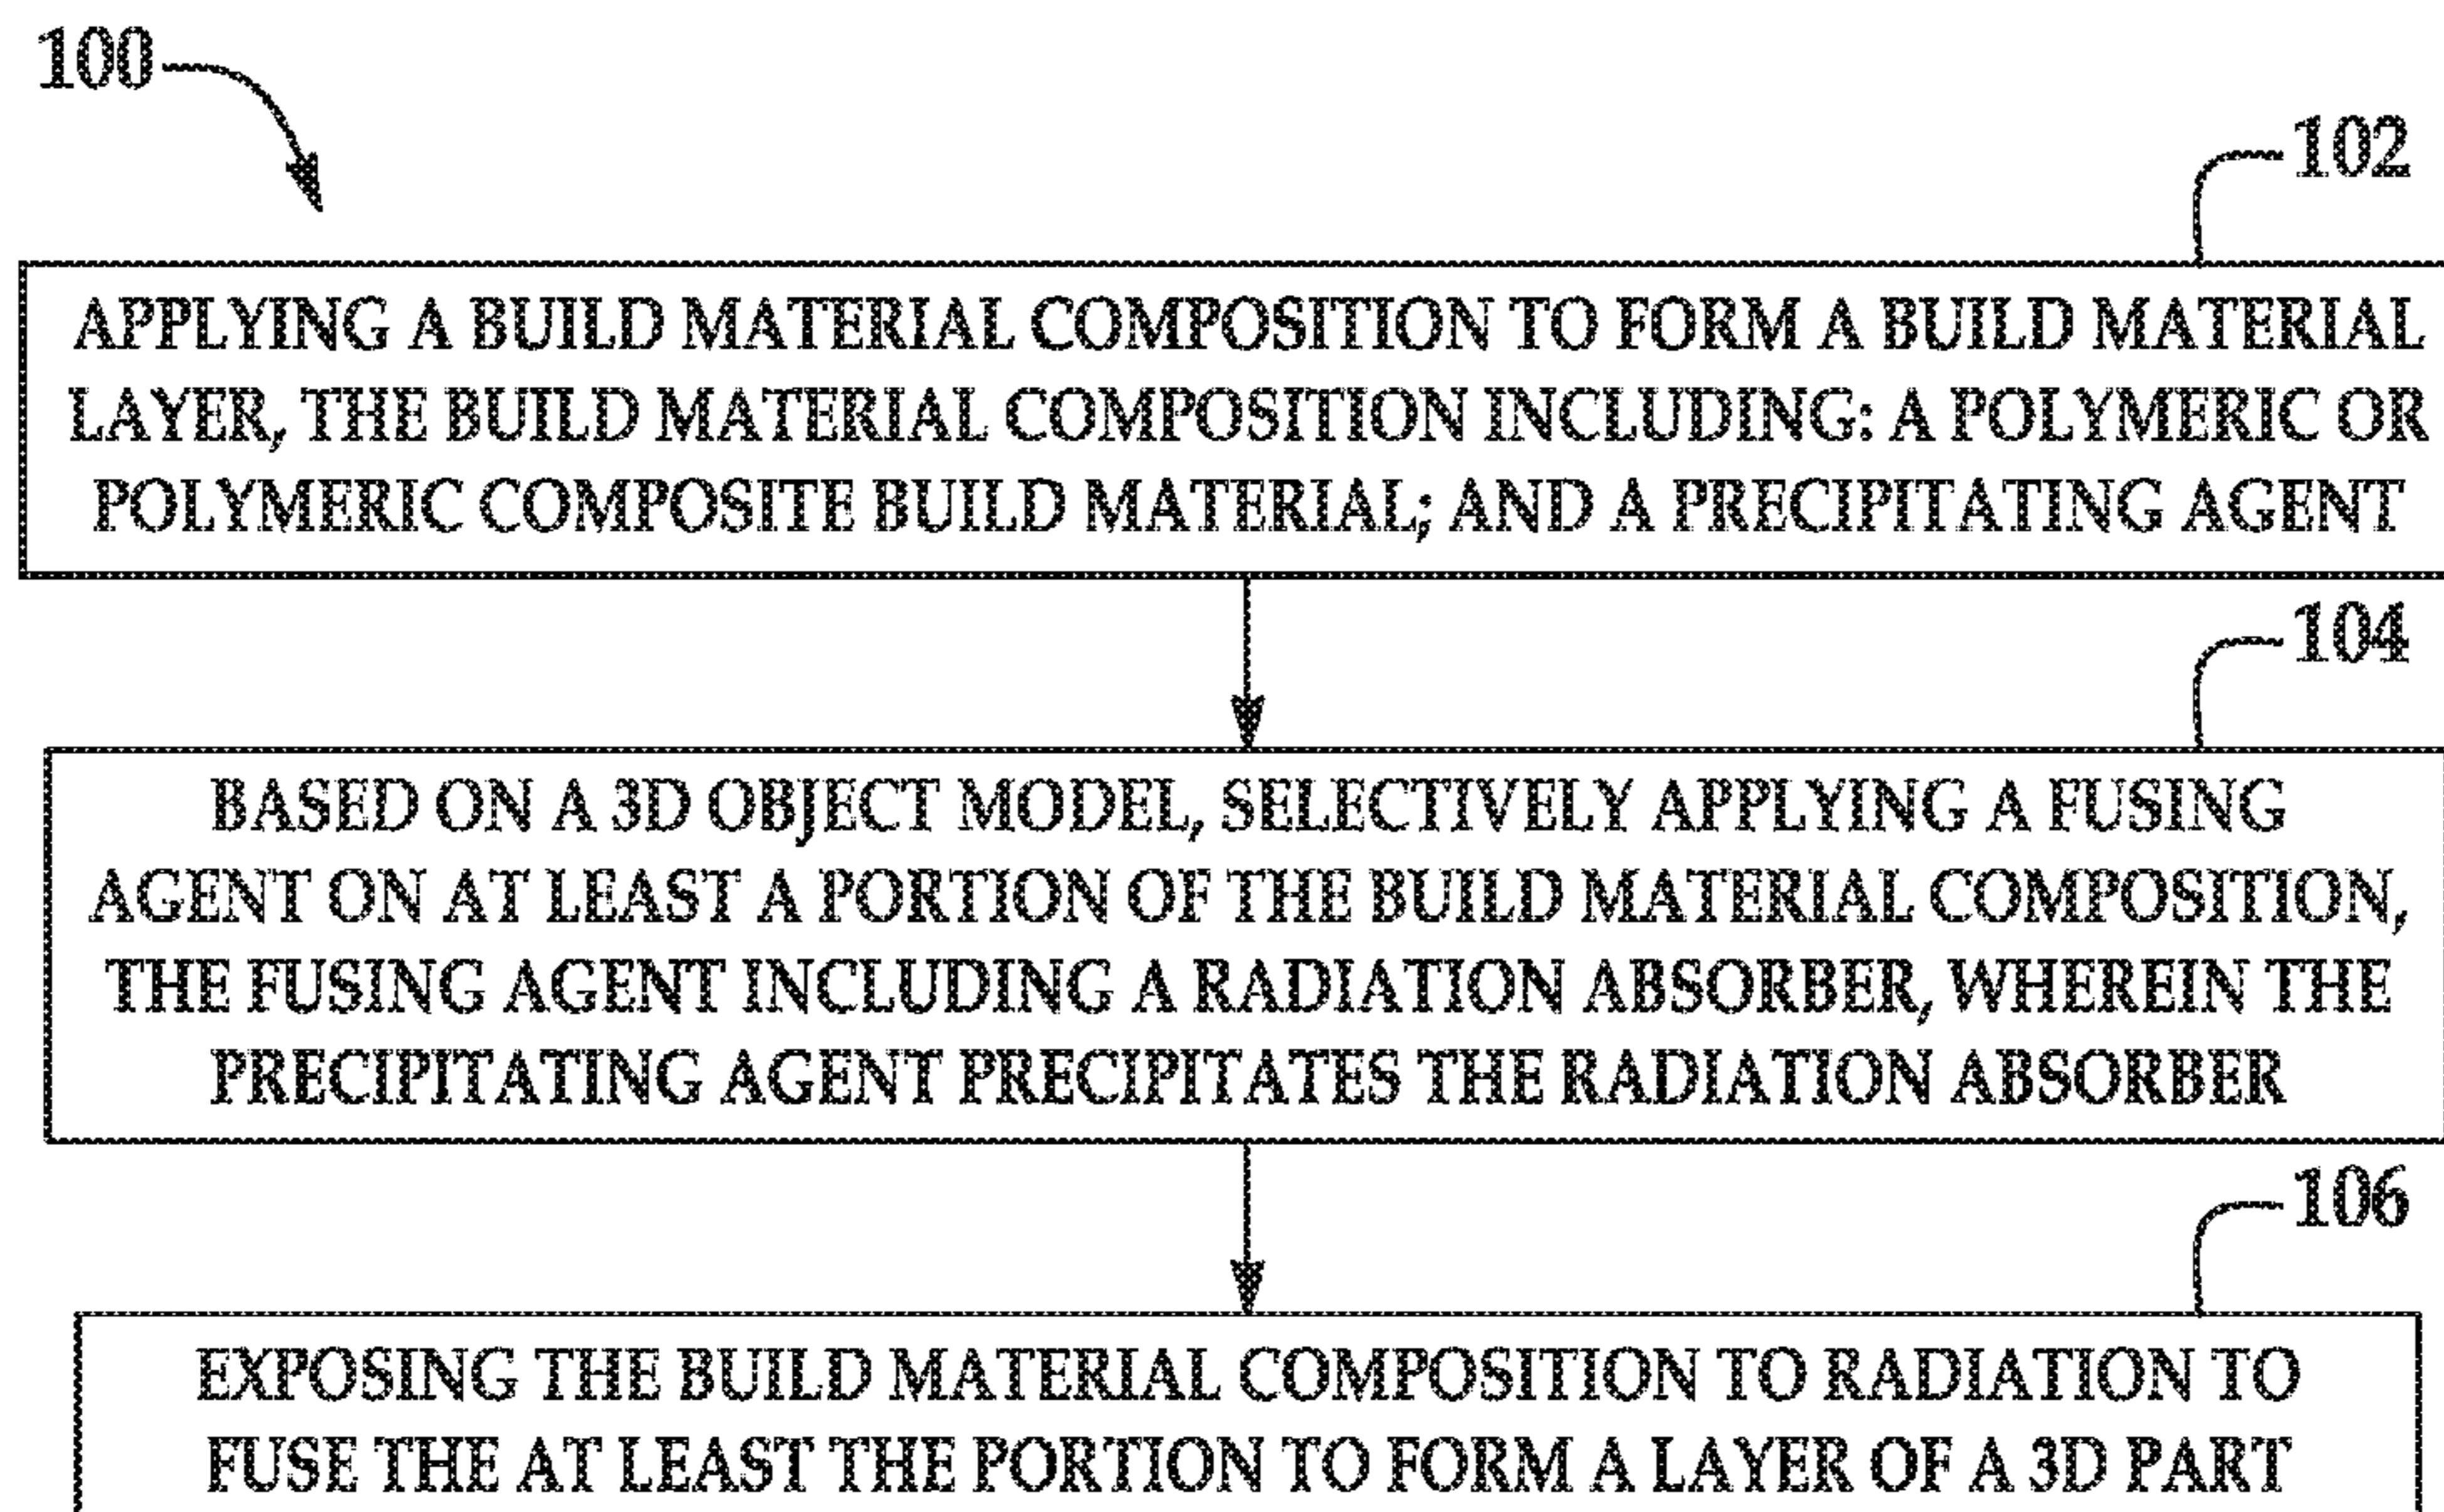 100
102
APPLYING A BUILD MATERIAL COMPOSITION TO FORM A BUILD MATERIAL
LAYER, THE BUILD MATERIAL COMPOSITION INCLUDING: A POLYMERIC OR
POLYMERIC COMPOSITE BUILD MATERIAL; AND A PRECIPITATING AGENT
104
BASED ON A 3D OBJECT MODEL, SELECTIVELY APPLYING A FUSING
AGENT ON AT LEAST A PORTION OF THE BUILD MATERIAL COMPOSITION,
THE FUSING AGENT INCLUDING A RADIATION ABSORBER, WHEREIN THE
PRECIPITATING AGENT PRECIPITATES THE RADIATION ABSORBER
106
EXPOSING THE BUILD MATERIAL COMPOSITION TO RADIATION TO
FUSE THE AT LEAST THE PORTION TO FORM A LAYER OF A 3D PART